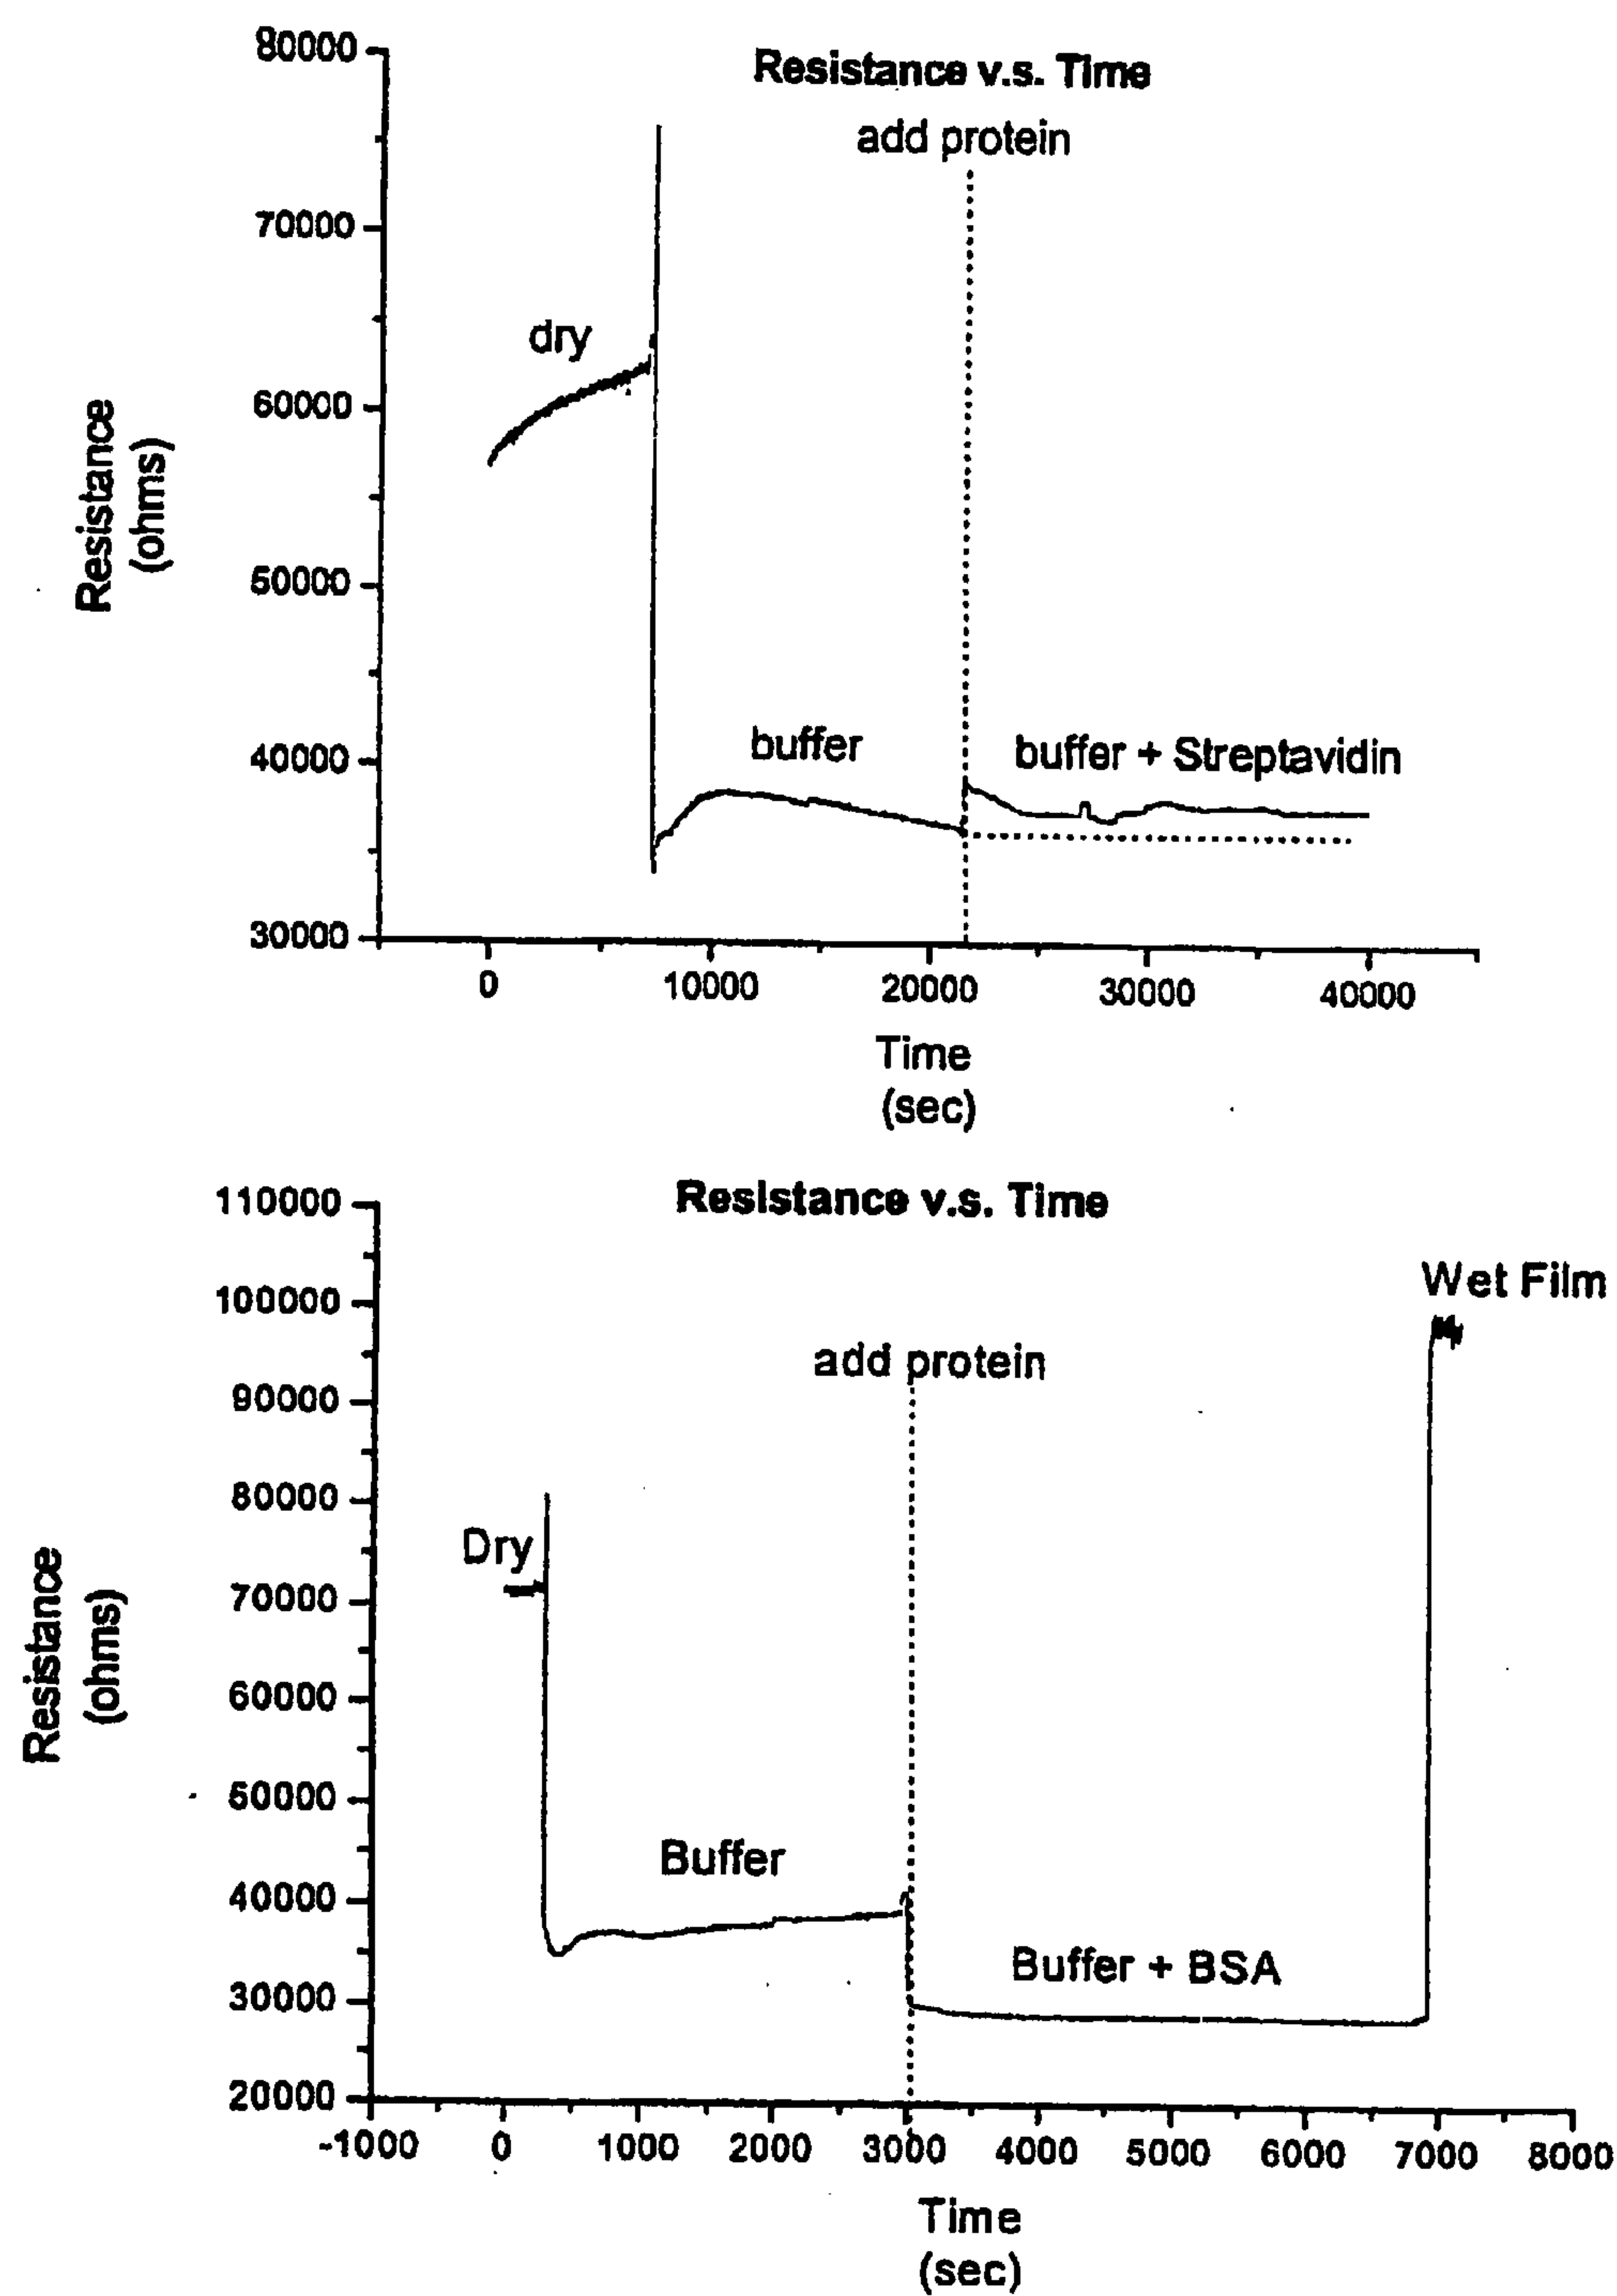 80000
Resistance v.s. Time
add protein
70000
dry
60000
Resistance
(ohms)
50000
buffer
buffer + Streptavidin
40000
30000
0 10000 20000 30000 40000
Time
(sec)
110000
Resistance v.s. Time
Wet Film
100000
add protein
90000
80000
Dry
70000
Resistance
(ohms)
60000
50000
Buffer
40000
Buffer + BSA
30000
20000
-1000 0 1000 2000 3000 4000 5000 6000 7000 8000
Time
(sec)